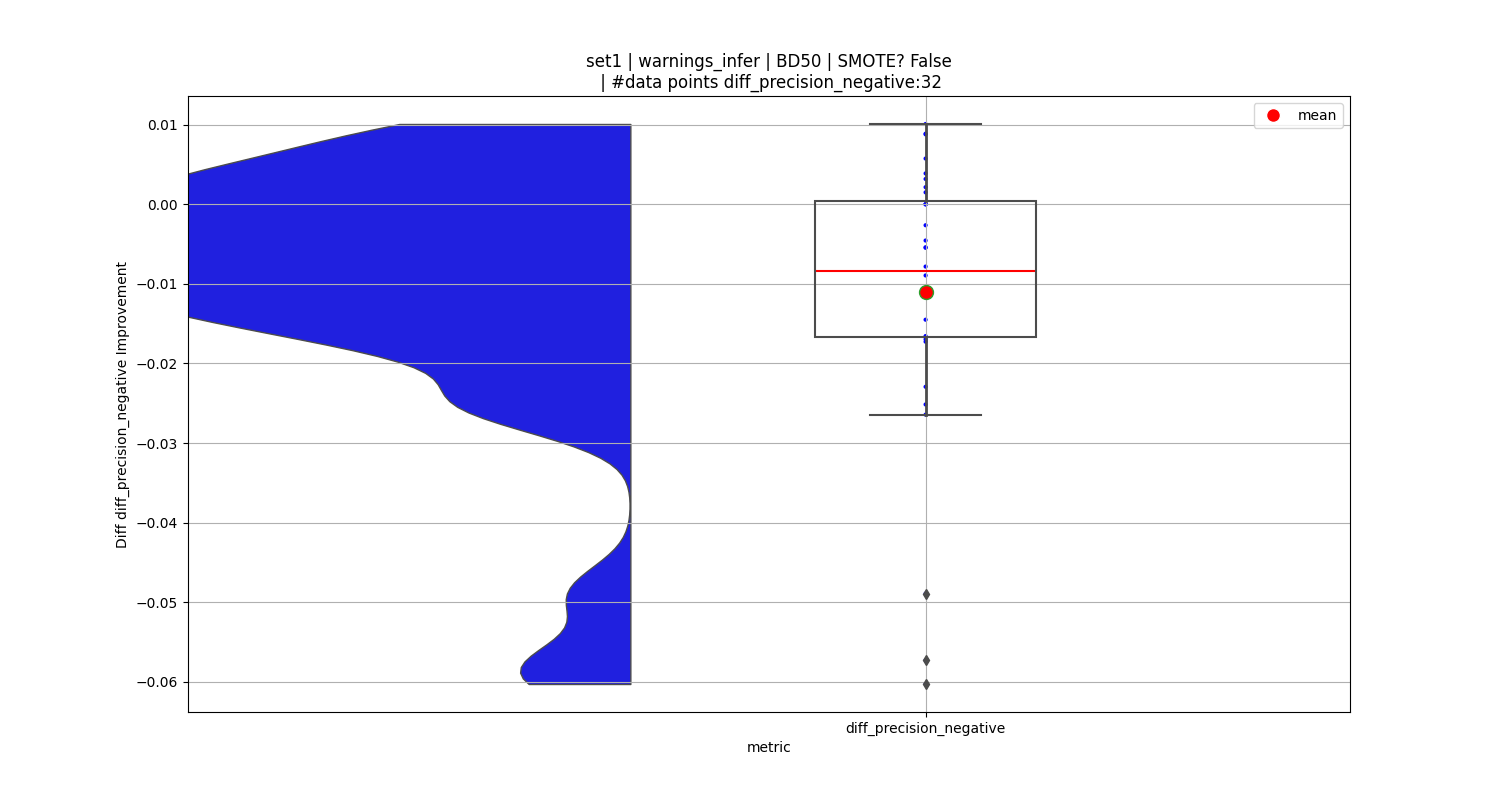 set1 | warnings_infer | BD50 | SMOTE? False
| #data points diff_precision_negative:32
mean
0.01
0.00
−0.01
−0.02
−0.03
−0.04
−0.05
−0.06
Diff diff_precision_negative Improvement
diff_precision_negative
metric